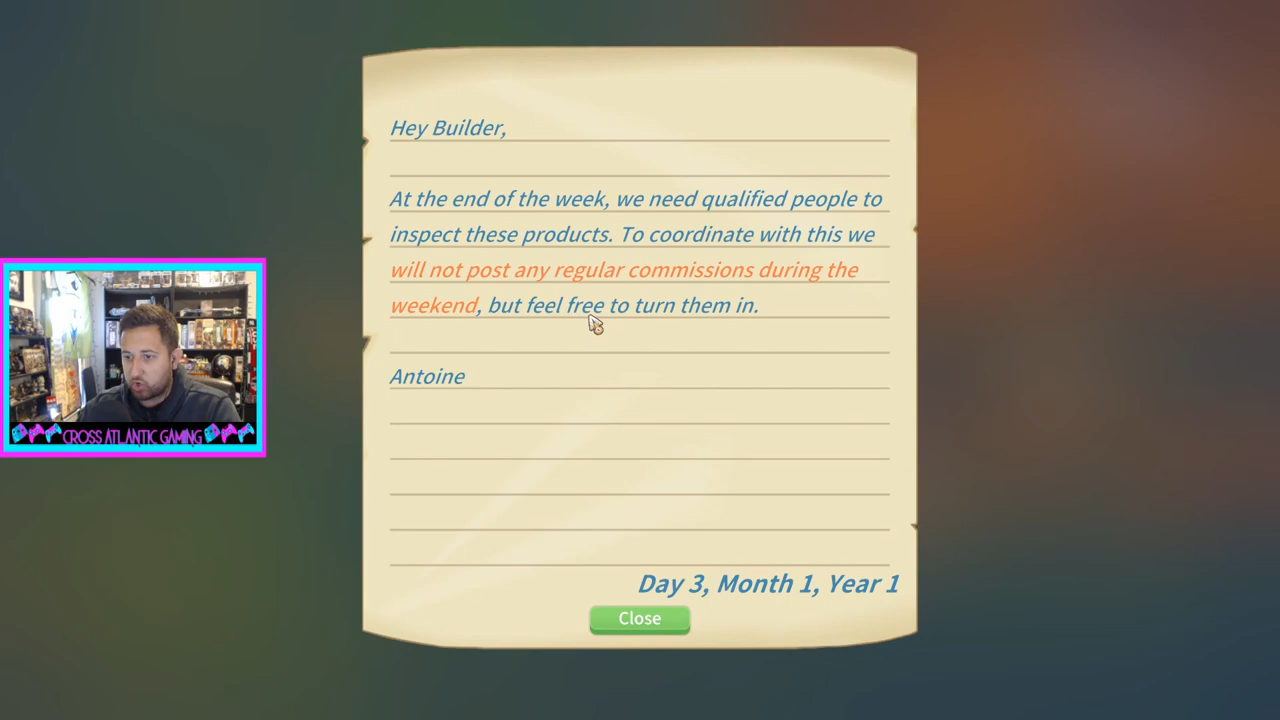 Hey Builder,
At the end of the week, we need qualified people to
inspect these products. To coordinate with this we
will not post any regular commissions during the
weekend, but feel free to turn them in.
Antoine
CROSS ATLANTIC GAMING
Day 3, Month 1, Year 1
Close